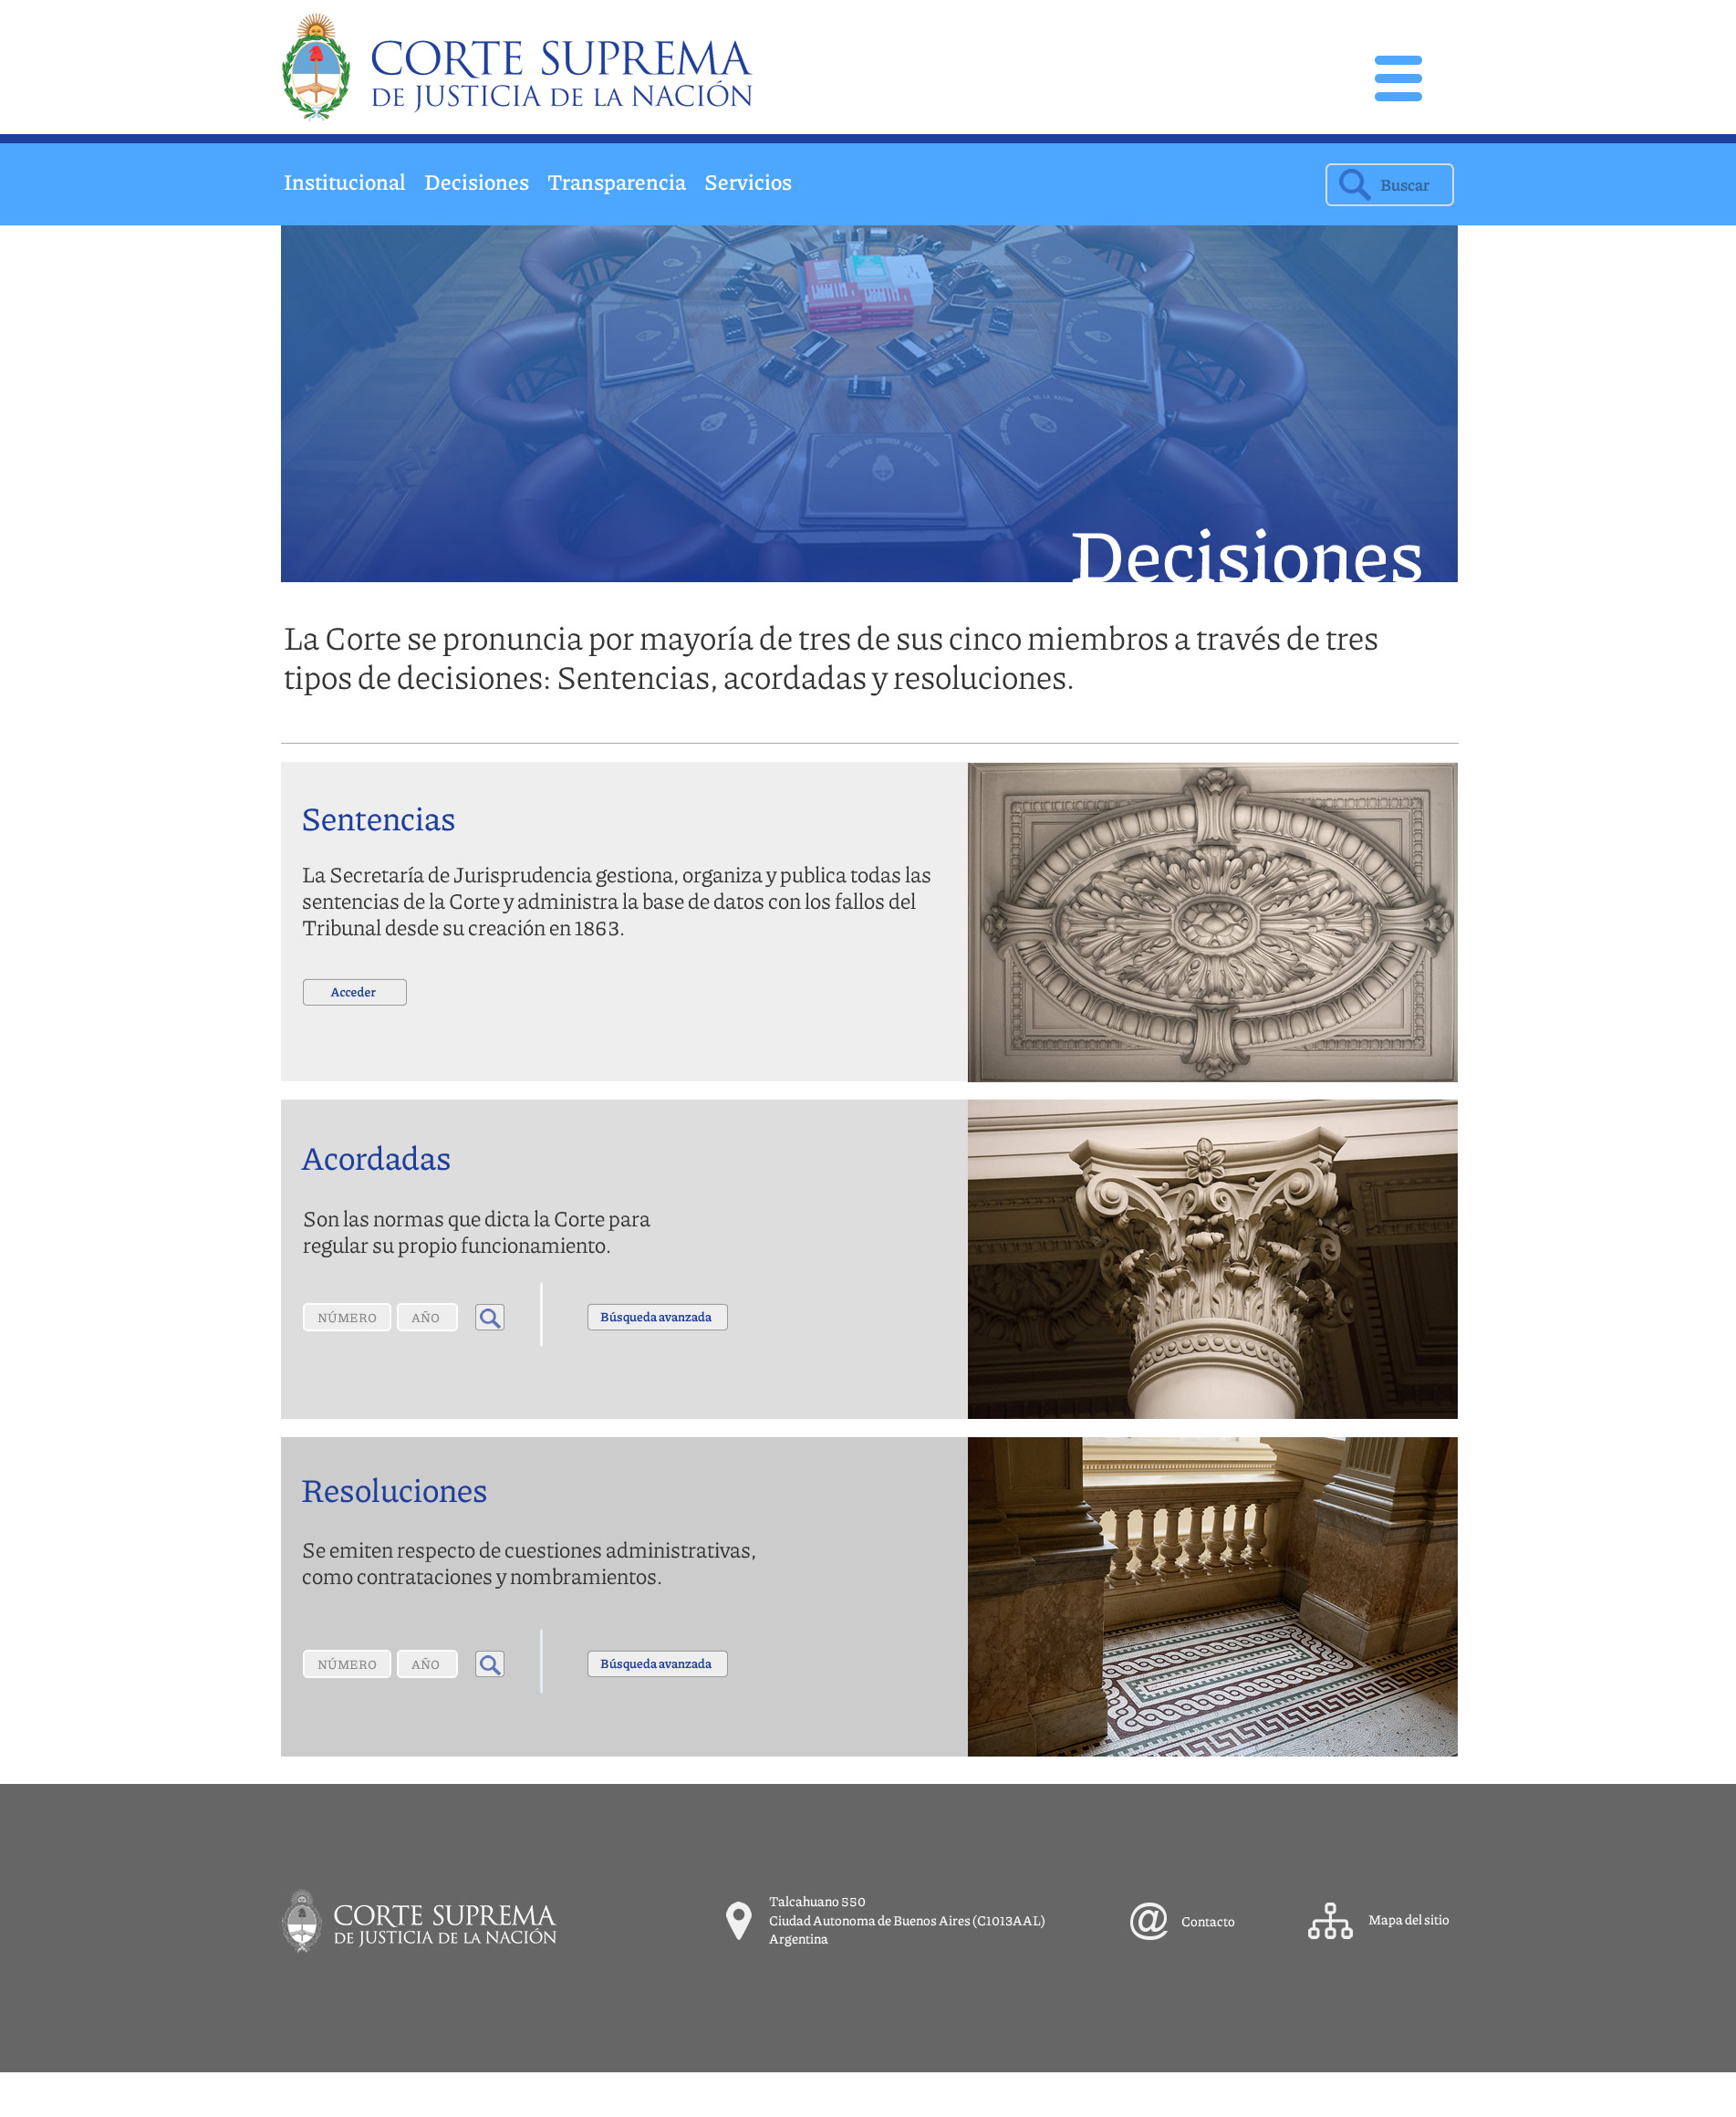 CORTE SUPREMA
DE JUSTICIA DE LA NACIÓN
Institucional Decisiones Transparencia Servicios
Buscar
Decisiones
La Corte se pronuncia por mayoría de tres de sus cinco miembros a través de tres
tipos de decisiones: Sentencias, acordadas y resoluciones.
Sentencias
La Secretaría de Jurisprudencia gestiona, organiza y publica todas las
sentencias de la Corte y administra la base de datos con los fallos del
Tribunal desde su creación en 1863.
Acceder
Acordadas
Son las normas que dicta la Corte para
regular su propio funcionamiento.
NÚMERO AÑO Búsqueda avanzada
Resoluciones
Se emiten respecto de cuestiones administrativas,
como contrataciones y nombramientos.
NÚMERO AÑO Búsqueda avanzada
CORTE SUPREMA
DE JUSTICIA DE LA NACIÓN
Talcahuano 550
Ciudad Autonoma de Buenos Aires (C1013AAL)
Argentina
Contacto
Mapa del sitio